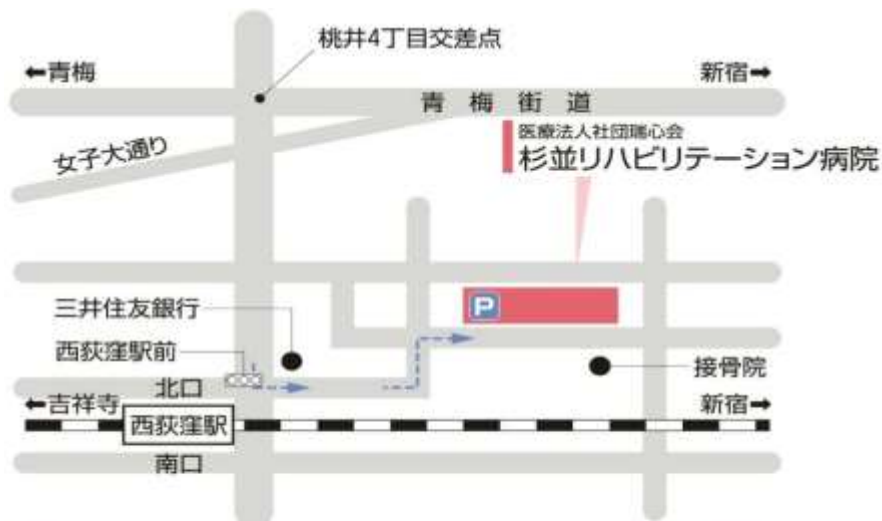 桃井4丁目交差点
←青梅
新宿→
青梅街道
女子大通り
医療法人社団瑞心会
杉並リハビリテーション病院
P
三井住友銀行
西荻窪駅前
接骨院
北口
←吉祥寺
新宿→
西荻窪駅
南口